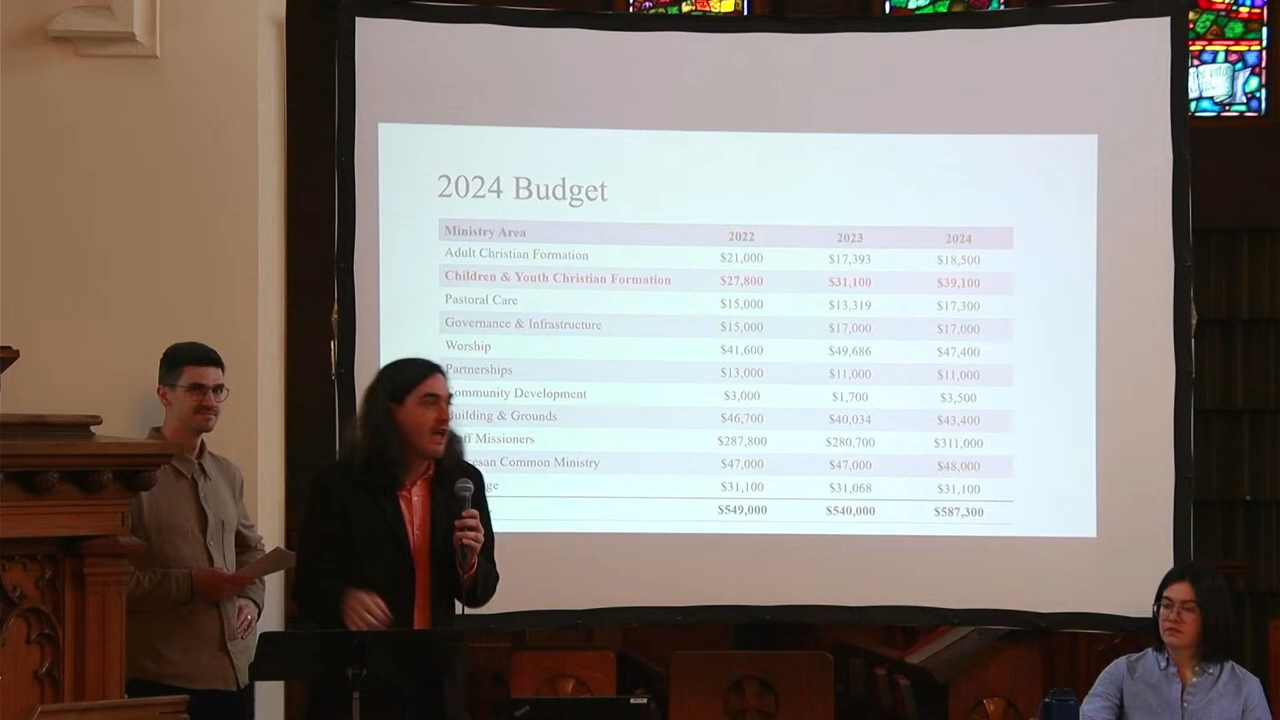 2024 Budget
Ministry Area 2022 2023 2024
Adult Christian Formation $21,000 $17,393 $18,500
Children & Youth Christian Formation $27,800 $31,100 $39,100
Pastoral Care $15,000 $13,319 $17,300
Governance & Infrastructure $15,000 $17,000 $17,000
Worship $41,600 $49,686 $47,400
Partnerships $13,000 $11,000 $11,000
ommunity Development $3,000 $1,700 $3,500
uilding & Grounds $46,700 $40,034 $43,400
ff Missioners $287,800 $280,700 $311,000
esan Common Ministry $47,000 $47,000 $48,000
ge $31,100 $31,068 $31,100
$549,000 $540,000 $587,300